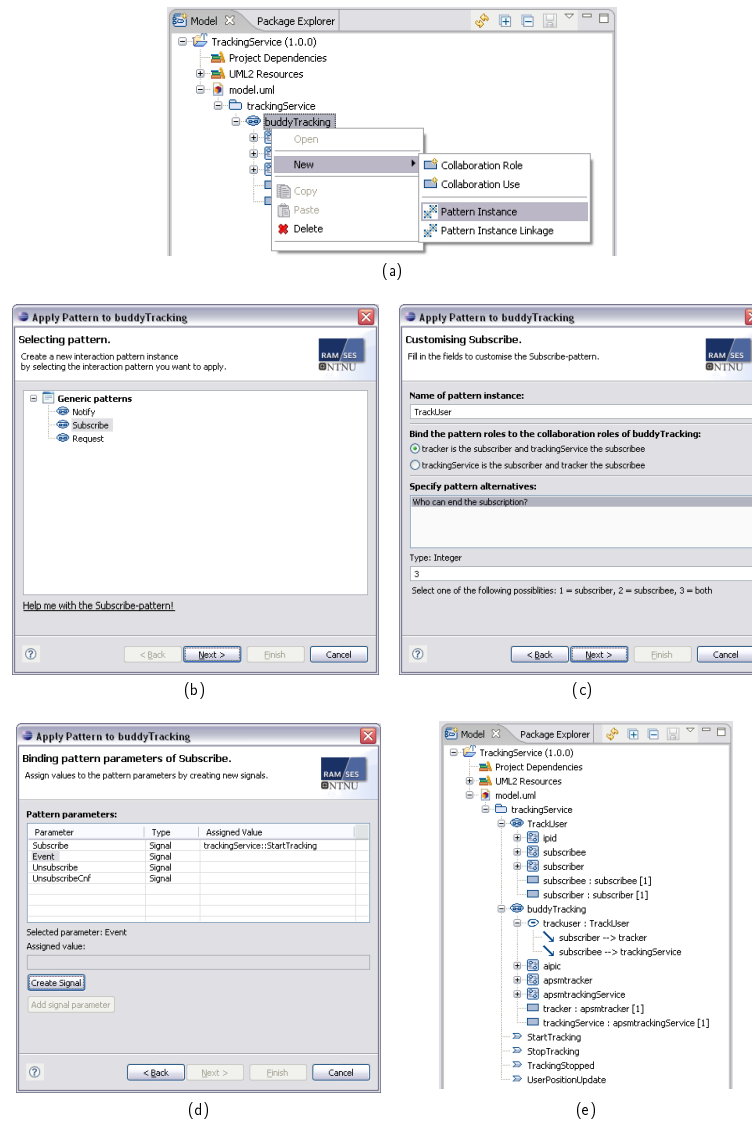 Model Package Explorer
TrackingService (1.0.0)
Project Dependencies
UML2 Resources
model.uml
trackingService
buddyTracking
Open
New
Copy
Paste
Delete
Collaboration Role
Collaboration Use
Pattern Instance
Pattern Instance Linkage
(a)
Apply Pattern to buddyTracking
Selecting pattern.
Create a new interaction pattern instance
by selecting the interaction pattern you want to apply.
RAM SES
NTNU
Generic patterns
Notify
Subscribe
Request
Help me with the Subscribe-pattern!
?
< Back Next > Finish Cancel
(b)
Apply Pattern to buddyTracking
Customising Subscribe.
Fill in the fields to customise the Subscribe-pattern.
RAM SES
NTNU
Name of pattern instance:
TrackUser
Bind the pattern roles to the collaboration roles of buddyTracking:
tracker is the subscriber and trackingService the subscribee
trackingService is the subscriber and tracker the subscribee
Specify pattern alternatives:
Who can end the subscription?
Type: Integer
3
Select one of the following possiblities: 1 = subscriber, 2 = subscribee, 3 = both
?
< Back Next > Finish Cancel
(c)
Apply Pattern to buddyTracking
Binding pattern parameters of Subscribe.
Assign values to the pattern parameters by creating new signals.
RAM SES
NTNU
Pattern parameters:
Parameter Type Assigned Value
Subscribe Signal trackingService::StartTracking
Event Signal
Unsubscribe Signal
UnsubscribeCnf Signal
Selected parameter: Event
Assigned value:
Create Signal
Add signal parameter
?
< Back Next > Finish Cancel
(d)
Model Package Explorer
TrackingService (1.0.0)
Project Dependencies
UML2 Resources
model.uml
trackingService
TrackUser
ipid
subscribee
subscriber
subscribee : subscribee [1]
subscriber : subscriber [1]
buddyTracking
trackuser : TrackUser
subscriber --> tracker
subscribee --> trackingService
aipic
apsmtracker
apsmtrackingService
tracker : apsmtracker [1]
trackingService : apsmtrackingService [1]
StartTracking
StopTracking
TrackingStopped
UserPositionUpdate
(e)